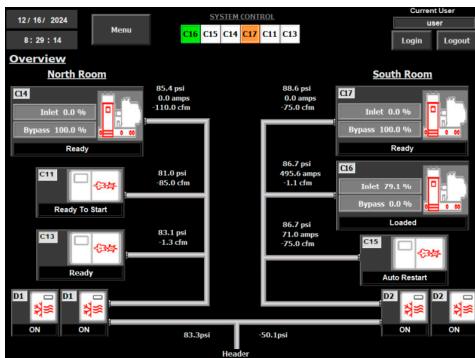 12/16/ 2024
8: 29 : 14
Menu
SYSTEM CONTROL
C16 C15 C14 C17 C11 C13
Current User
user
Login Logout
Overview
North Room
South Room
C14
Inlet 0.0 %
Bypass 100.0 %
Ready
85.4 psi
0.0 amps
-110.0 cfm
88.6 psi
0.0 amps
-75.0 cfm
C17
Inlet 0.0 %
Bypass 100.0 %
Ready
C11
Ready To Start
81.0 psi
-85.0 cfm
86.7 psi
495.6 amps
-1.1 cfm
C16
Inlet 79.1 %
Bypass 0.0 %
Loaded
C13
Ready
83.1 psi
-1.3 cfm
86.7 psi
71.0 amps
-75.0 cfm
C15
Auto Restart
D1
ON
D1
ON
D2
ON
D2
ON
83.3psi
-50.1psi
Header